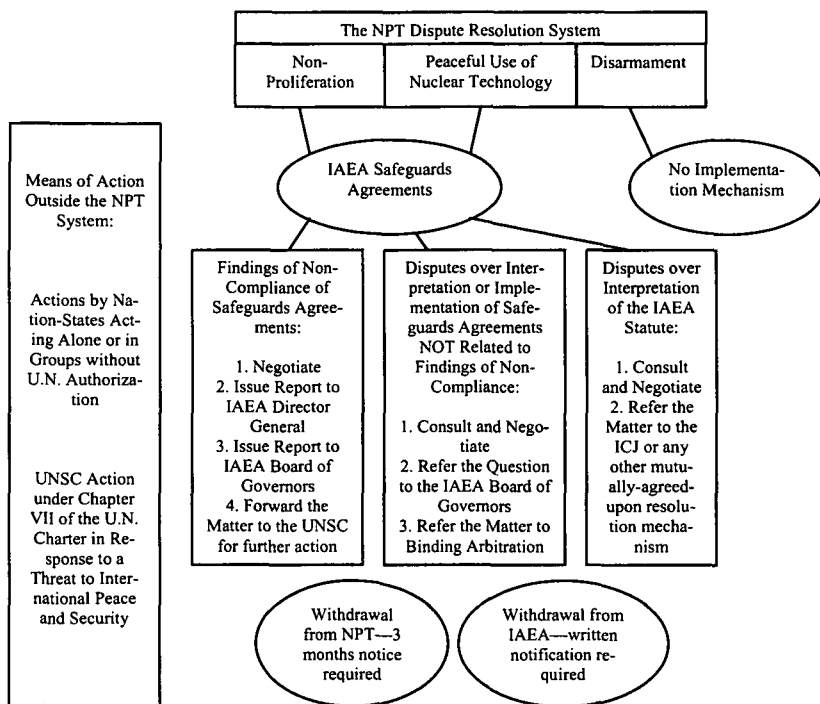 The NPT Dispute Resolution System
Non-
Proliferation
Peaceful Use of
Nuclear Technology
Disarmament
IAEA Safeguards
Agreements
No Implementa-
tion Mechanism
Means of Action
Outside the NPT
System:
Actions by Na-
tion-States Act-
ing Alone or in
Groups without
U.N. Authoriza-
tion
UNSC Action
under Chapter
VII of the U.N.
Charter in Re-
sponse to a
Threat to Inter-
national Peace
and Security
Findings of Non-
Compliance of
Safeguards Agree-
ments:
1. Negotiate
2. Issue Report to
IAEA Director
General
3. Issue Report to
IAEA Board of
Governors
4. Forward the
Matter to the UNSC
for further action
Disputes over Inter-
pretation or Imple-
mentation of Safe-
guards Agreements
NOT Related to
Findings of Non-
Compliance:
1. Consult and Nego-
tiate
2. Refer the Question
to the IAEA Board of
Governors
3. Refer the Matter to
Binding Arbitration
Disputes over
Interpretation
of the IAEA
Statute:
1. Consult
and Negotiate
2. Refer the
Matter to the
ICJ or any
other mutu-
ally-agreed-
upon resolu-
tion mecha-
nism
Withdrawal
from NPT—3
months notice
required
Withdrawal from
IAEA—written
notification re-
quired